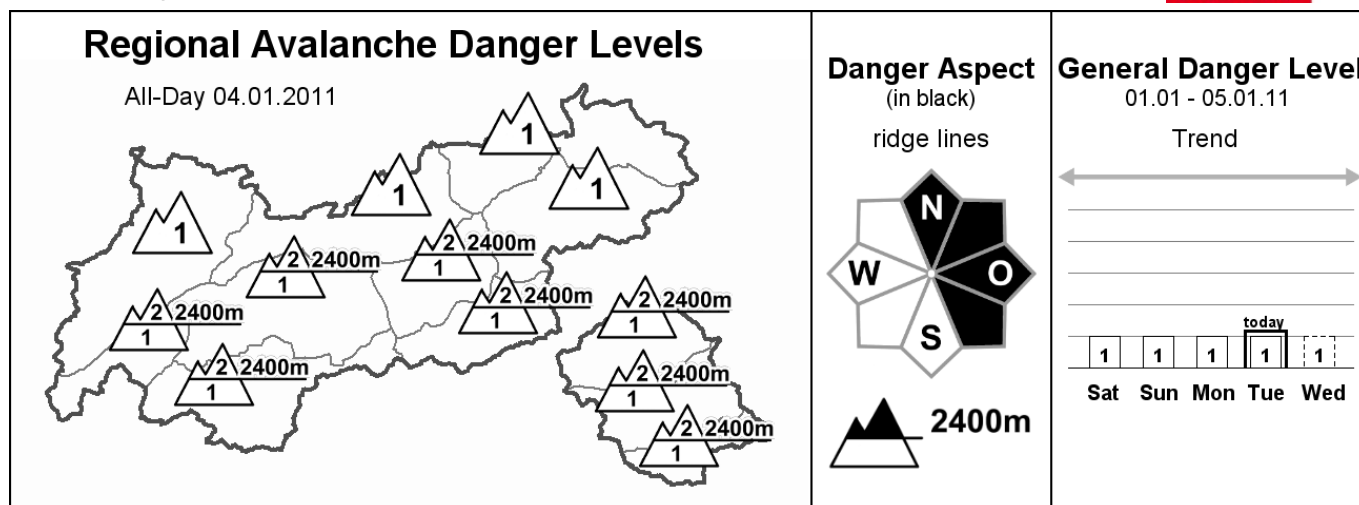 Regional Avalanche Danger Levels
All-Day 04.01.2011
1
1
1
1
2 2400m
1
2 2400m
1
2 2400m
1
2 2400m
1
2 2400m
1
2 2400m
1
2 2400m
1
2 2400m
1
Danger Aspect
(in black)
ridge lines
N
W
O
S
2400m
General Danger Level
01.01 - 05.01.11
Trend
today
1 1 1 1 1
Sat Sun Mon Tue Wed